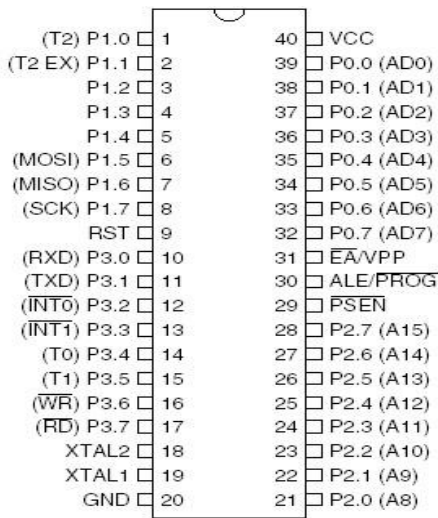 (T2) P1.0 1 40 VCC
(T2 EX) P1.1 2 39 P0.0 (AD0)
P1.2 3 38 P0.1 (AD1)
P1.3 4 37 P0.2 (AD2)
P1.4 5 36 P0.3 (AD3)
(MOSI) P1.5 6 35 P0.4 (AD4)
(MISO) P1.6 7 34 P0.5 (AD5)
(SCK) P1.7 8 33 P0.6 (AD6)
RST 9 32 P0.7 (AD7)
(RXD) P3.0 10 31 E̅A̅/VPP
(TXD) P3.1 11 30 ALE/P̅R̅O̅G̅
(I̅N̅T̅0̅) P3.2 12 29 P̅S̅E̅N̅
(I̅N̅T̅1̅) P3.3 13 28 P2.7 (A15)
(T0) P3.4 14 27 P2.6 (A14)
(T1) P3.5 15 26 P2.5 (A13)
(W̅R̅) P3.6 16 25 P2.4 (A12)
(R̅D̅) P3.7 17 24 P2.3 (A11)
XTAL2 18 23 P2.2 (A10)
XTAL1 19 22 P2.1 (A9)
GND 20 21 P2.0 (A8)